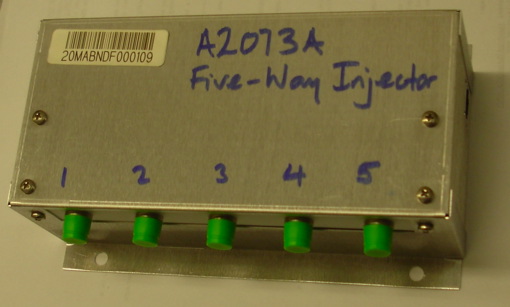 20MABNDF000109
A2073A
Five-Way Injector
1 2 3 4 5